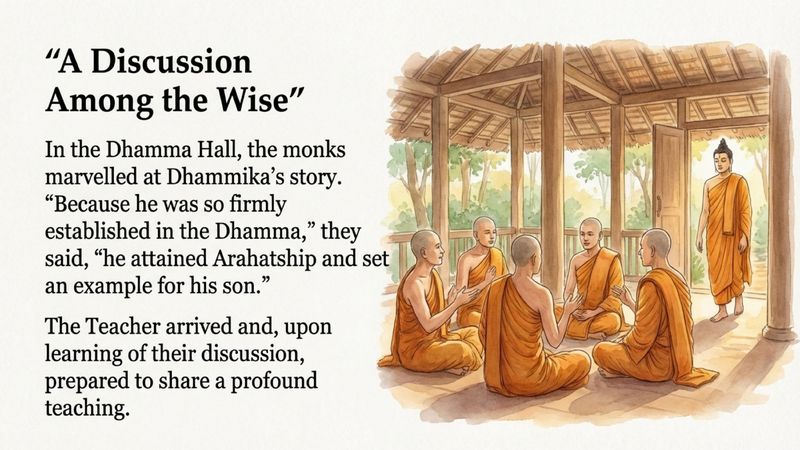 “A Discussion
Among the Wise”
In the Dhamma Hall, the monks
marvelled at Dhammika’s story.
“Because he was so firmly
established in the Dhamma,” they
said, “he attained Arahatship and set
an example for his son.”
The Teacher arrived and, upon
learning of their discussion,
prepared to share a profound
teaching.